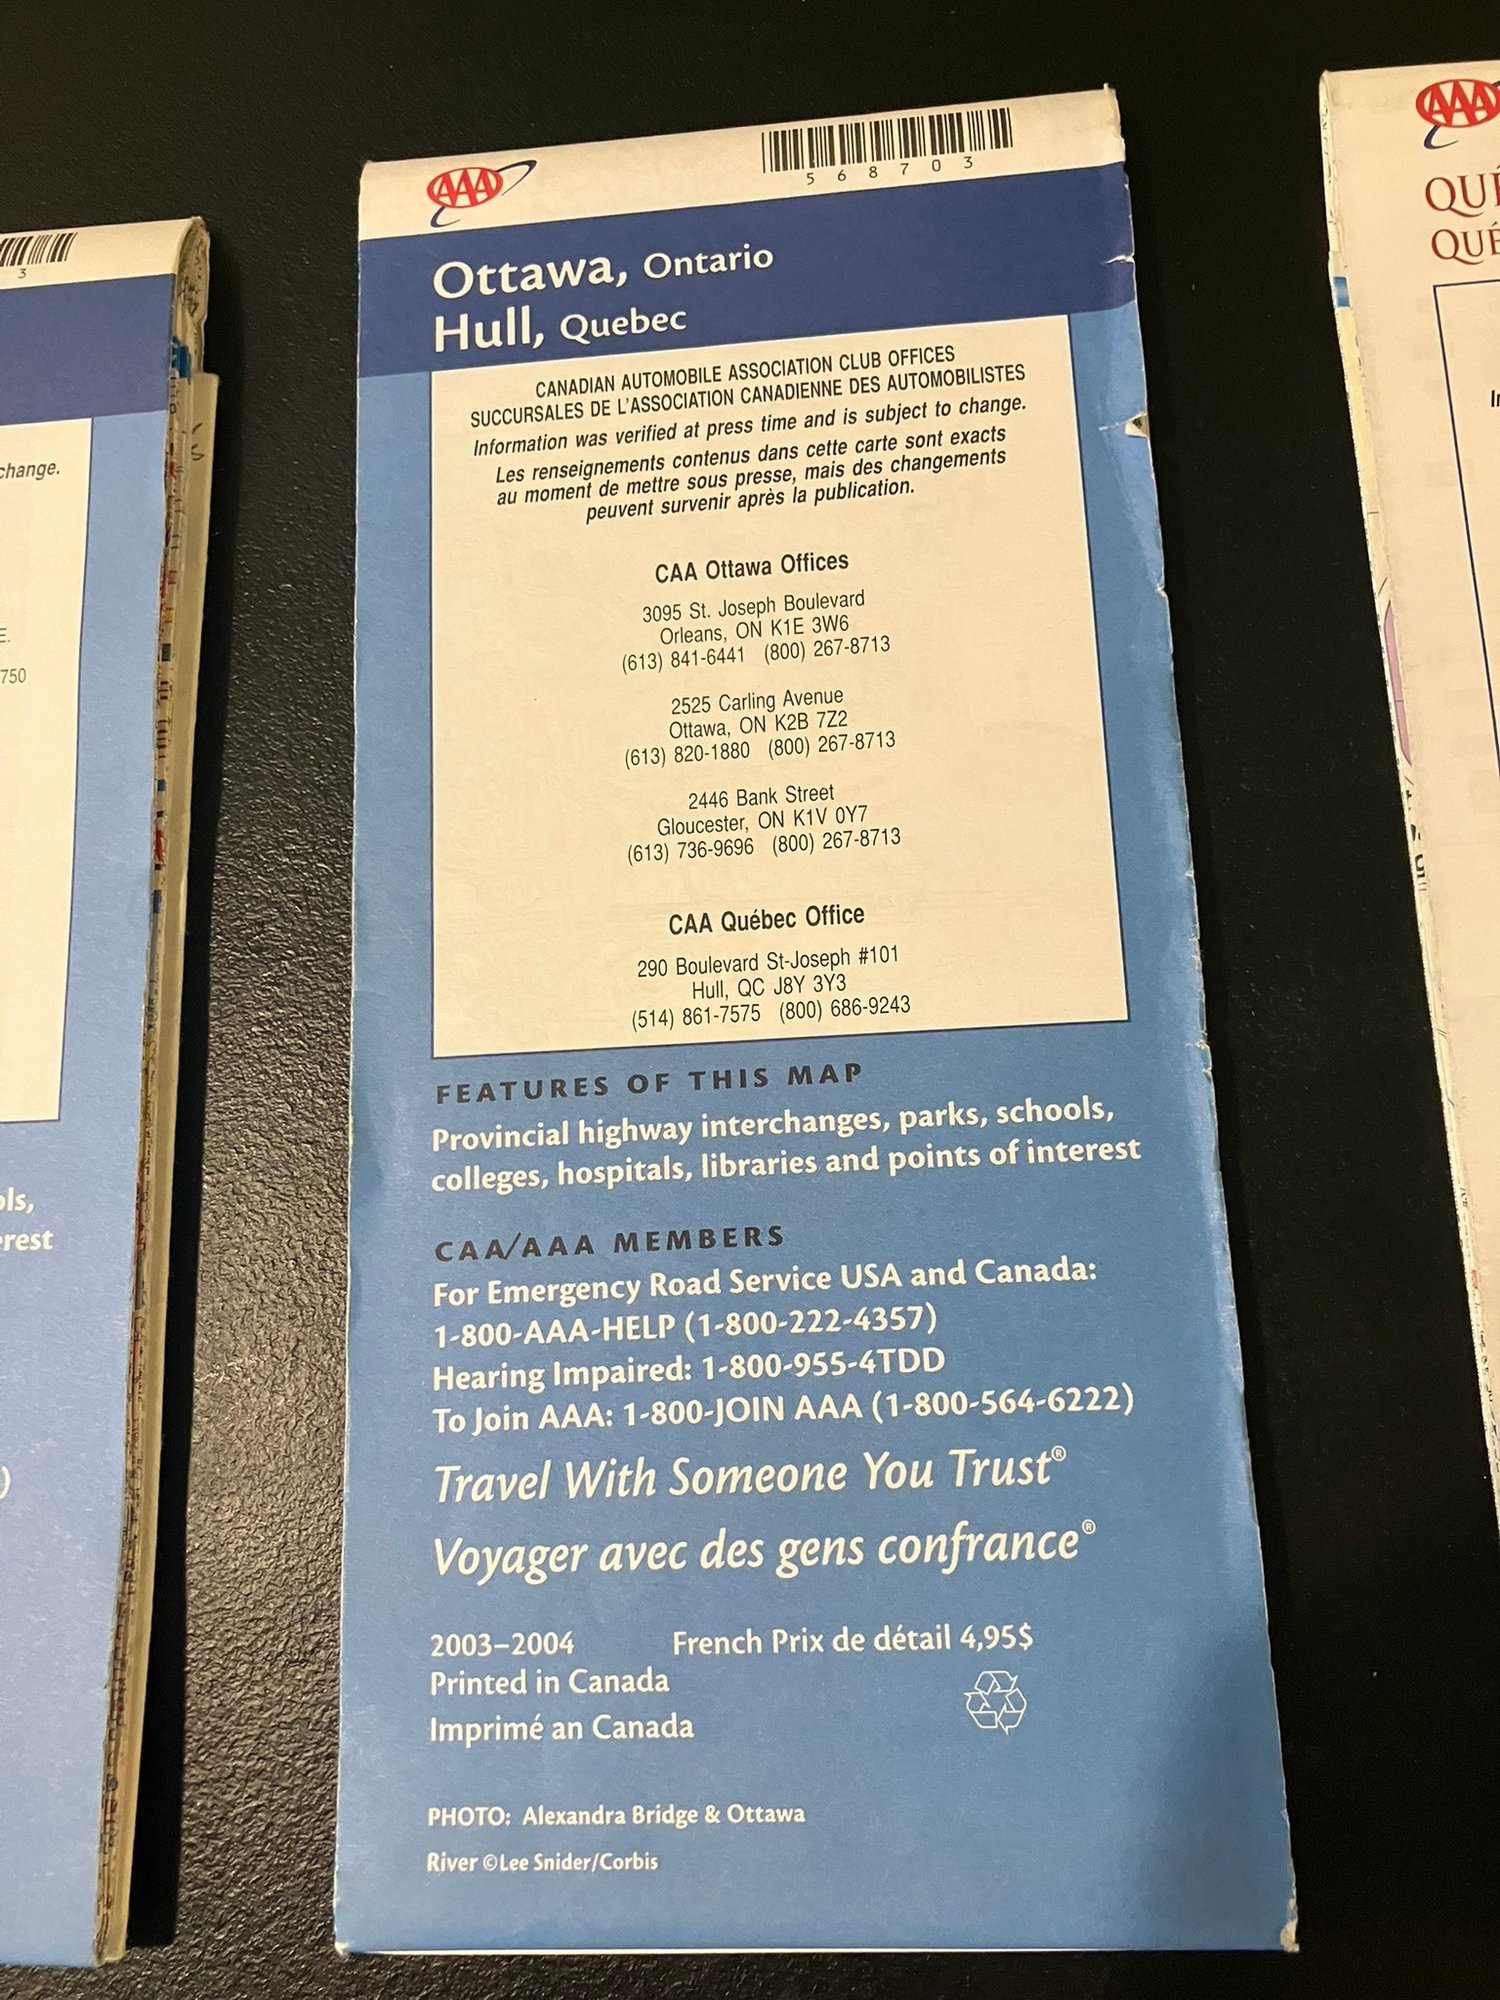 3
change.
E.
750
ols,
erest
)
AAA
568703
Ottawa, Ontario
Hull, Quebec
CANADIAN AUTOMOBILE ASSOCIATION CLUB OFFICES
SUCCURSALES DE L'ASSOCIATION CANADIENNE DES AUTOMOBILISTES
Information was verified at press time and is subject to change.
Les renseignements contenus dans cette carte sont exacts
au moment de mettre sous presse, mais des changements
peuvent survenir après la publication.
CAA Ottawa Offices
3095 St. Joseph Boulevard
Orleans, ON K1E 3W6
(613) 841-6441 (800) 267-8713
2525 Carling Avenue
Ottawa, ON K2B 7Z2
(613) 820-1880 (800) 267-8713
2446 Bank Street
Gloucester, ON K1V 0Y7
(613) 736-9696 (800) 267-8713
CAA Québec Office
290 Boulevard St-Joseph #101
Hull, QC J8Y 3Y3
(514) 861-7575 (800) 686-9243
FEATURES OF THIS MAP
Provincial highway interchanges, parks, schools,
colleges, hospitals, libraries and points of interest
CAA/AAA MEMBERS
For Emergency Road Service USA and Canada:
1-800-AAA-HELP (1-800-222-4357)
Hearing Impaired: 1-800-955-4TDD
To Join AAA: 1-800-JOIN AAA (1-800-564-6222)
Travel With Someone You Trust®
Voyager avec des gens confrance®
2003–2004 French Prix de détail 4,95$
Printed in Canada
Imprimé an Canada
PHOTO: Alexandra Bridge & Ottawa
River ©Lee Snider/Corbis
AAA
QUÉ
QUÉ